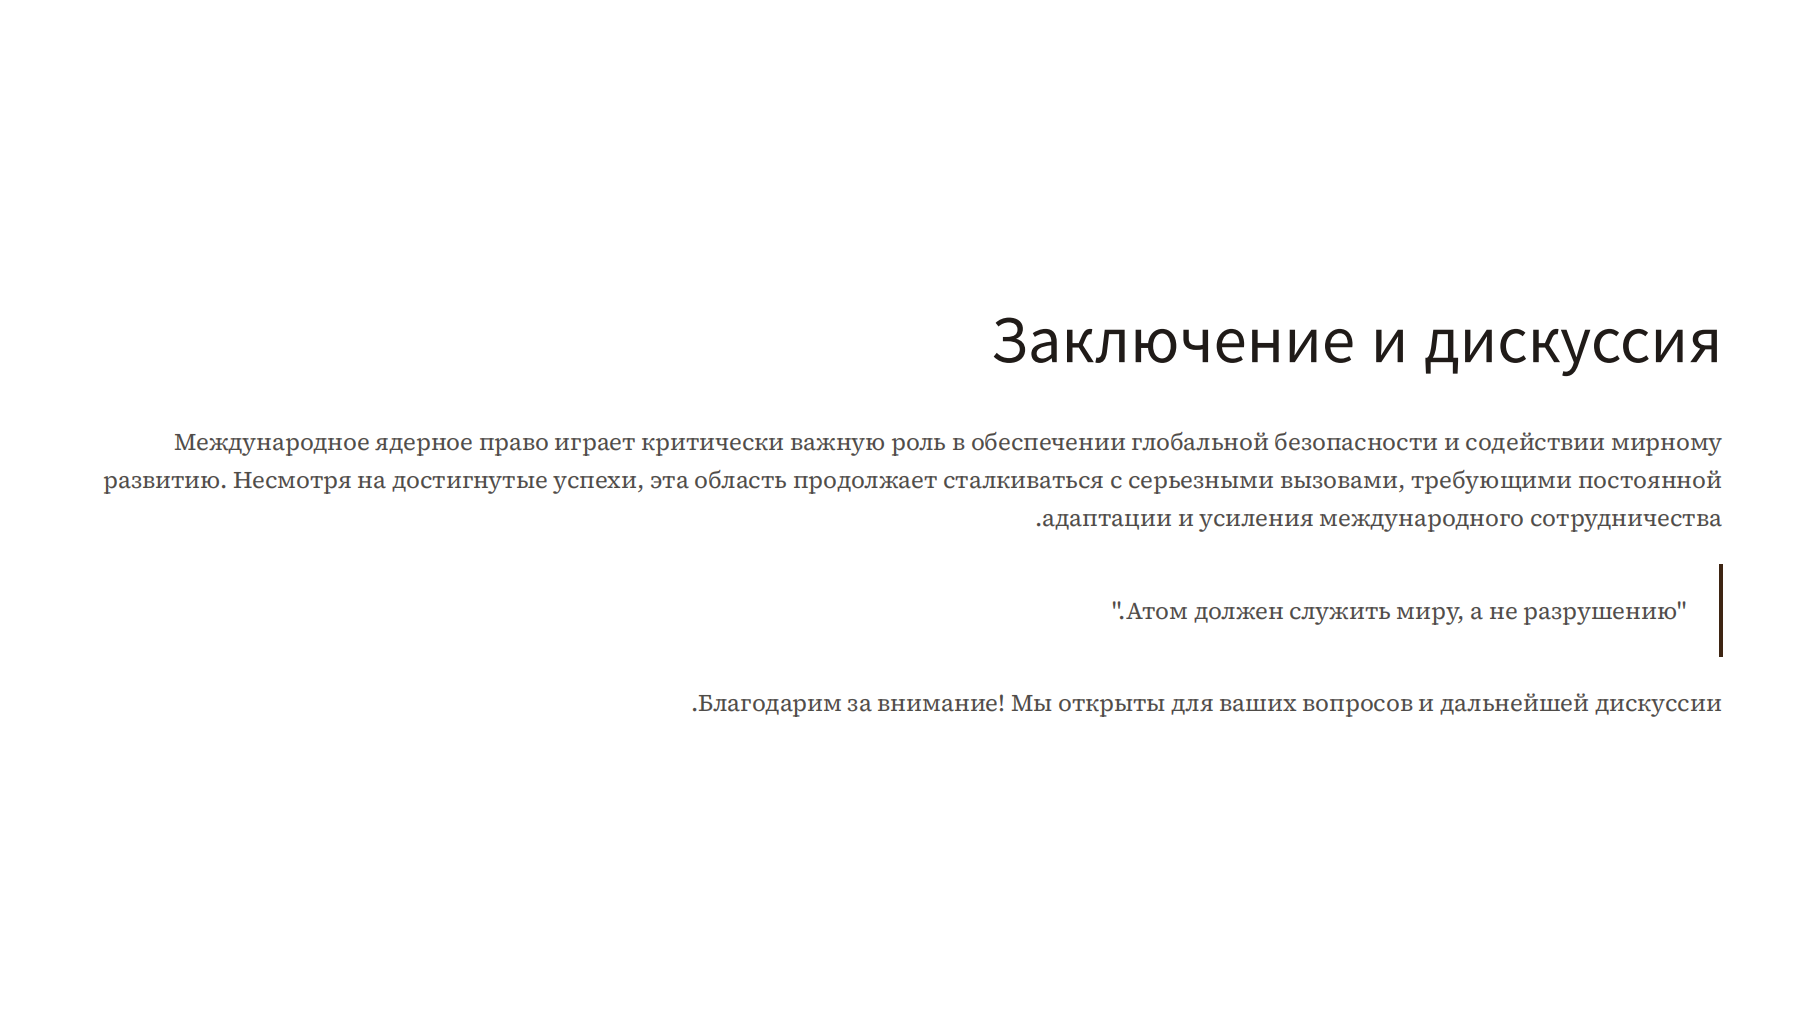 Заключение и дискуссия
Международное ядерное право играет критически важную роль в обеспечении глобальной безопасности и содействии мирному
развитию. Несмотря на достигнутые успехи, эта область продолжает сталкиваться с серьезными вызовами, требующими постоянной
.адаптации и усиления международного сотрудничества
".Атом должен служить миру, а не разрушению"
.Благодарим за внимание! Мы открыты для ваших вопросов и дальнейшей дискуссии